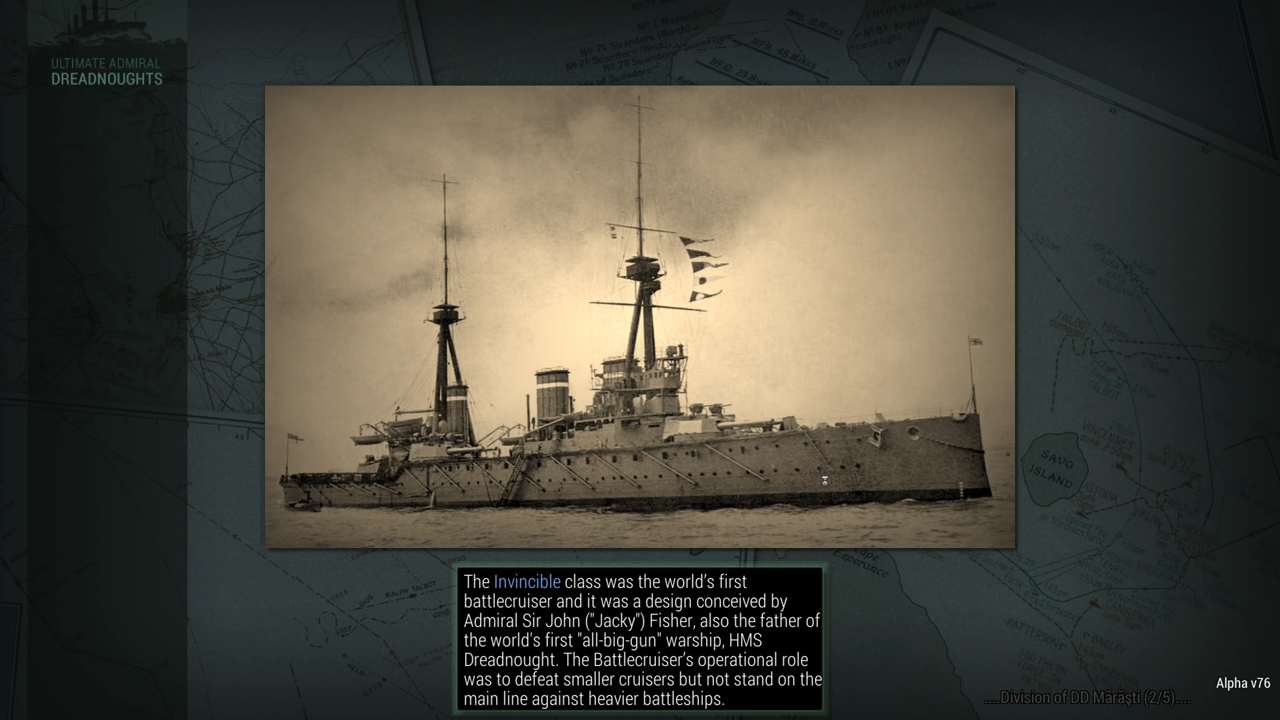 ULTIMATE ADMIRAL
DREADNOUGHTS
SAVO
ISLAND
The Invincible class was the world's first
battlecruiser and it was a design conceived by
Admiral Sir John ("Jacky") Fisher, also the father of
the world's first "all-big-gun" warship, HMS
Dreadnought. The Battlecruiser's operational role
was to defeat smaller cruisers but not stand on the
main line against heavier battleships.
Alpha v76
....Division of DD Mărăști (2/5)....